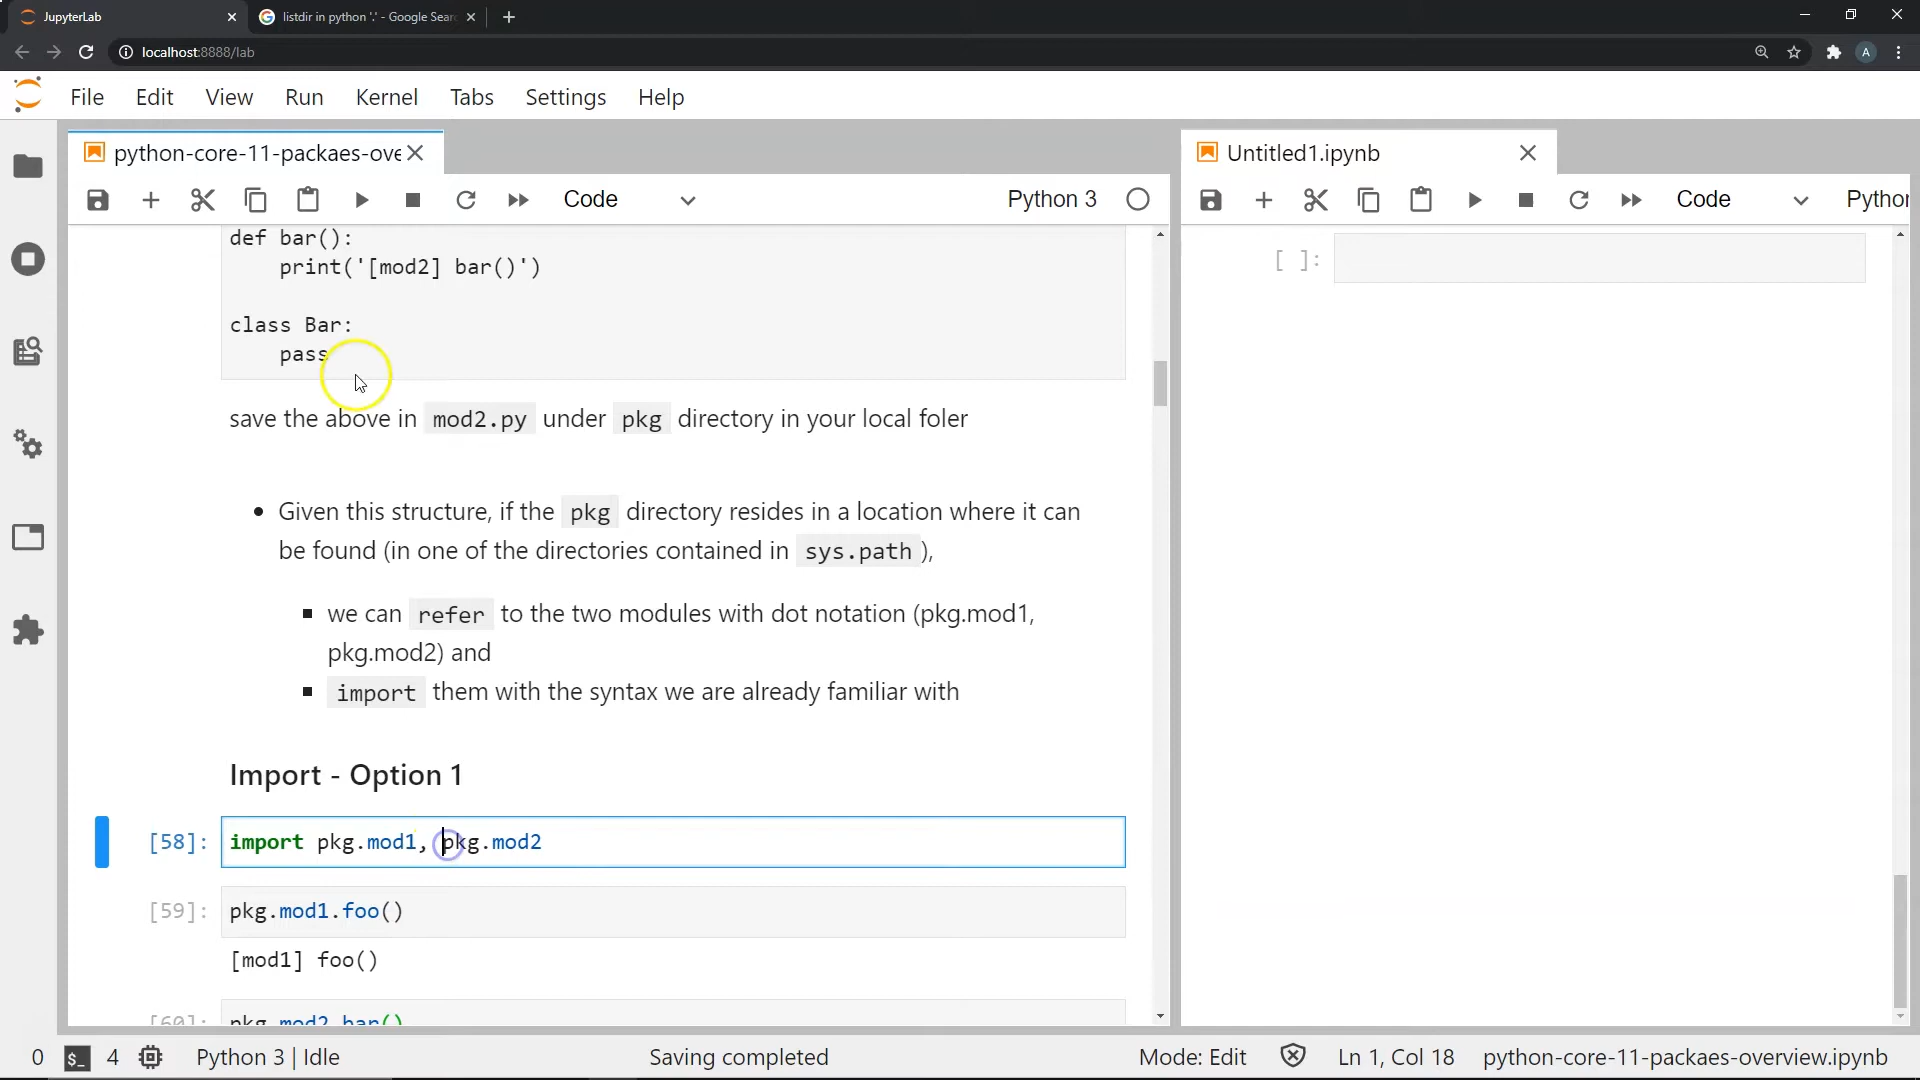 JupyterLab
listdir in python '.' - Google Sear
localhost:8888/lab
A
File Edit View Run Kernel Tabs Settings Help
python-core-11-packaes-ove
Untitled1.ipynb
Code
Python 3
Code
Pythor
def bar():
    print('[mod2] bar()')
class Bar:
    pass
[ ]:
save the above in mod2.py under pkg directory in your local foler
• Given this structure, if the pkg directory resides in a location where it can
be found (in one of the directories contained in sys.path ),
▪ we can refer to the two modules with dot notation (pkg.mod1,
pkg.mod2) and
▪ import them with the syntax we are already familiar with
Import - Option 1
[58]: import pkg.mod1, pkg.mod2
[59]: pkg.mod1.foo()
[mod1] foo()
[60]: pkg.mod2.bar()
0 $_ 4 Python 3 | Idle Saving completed Mode: Edit Ln 1, Col 18 python-core-11-packaes-overview.ipynb